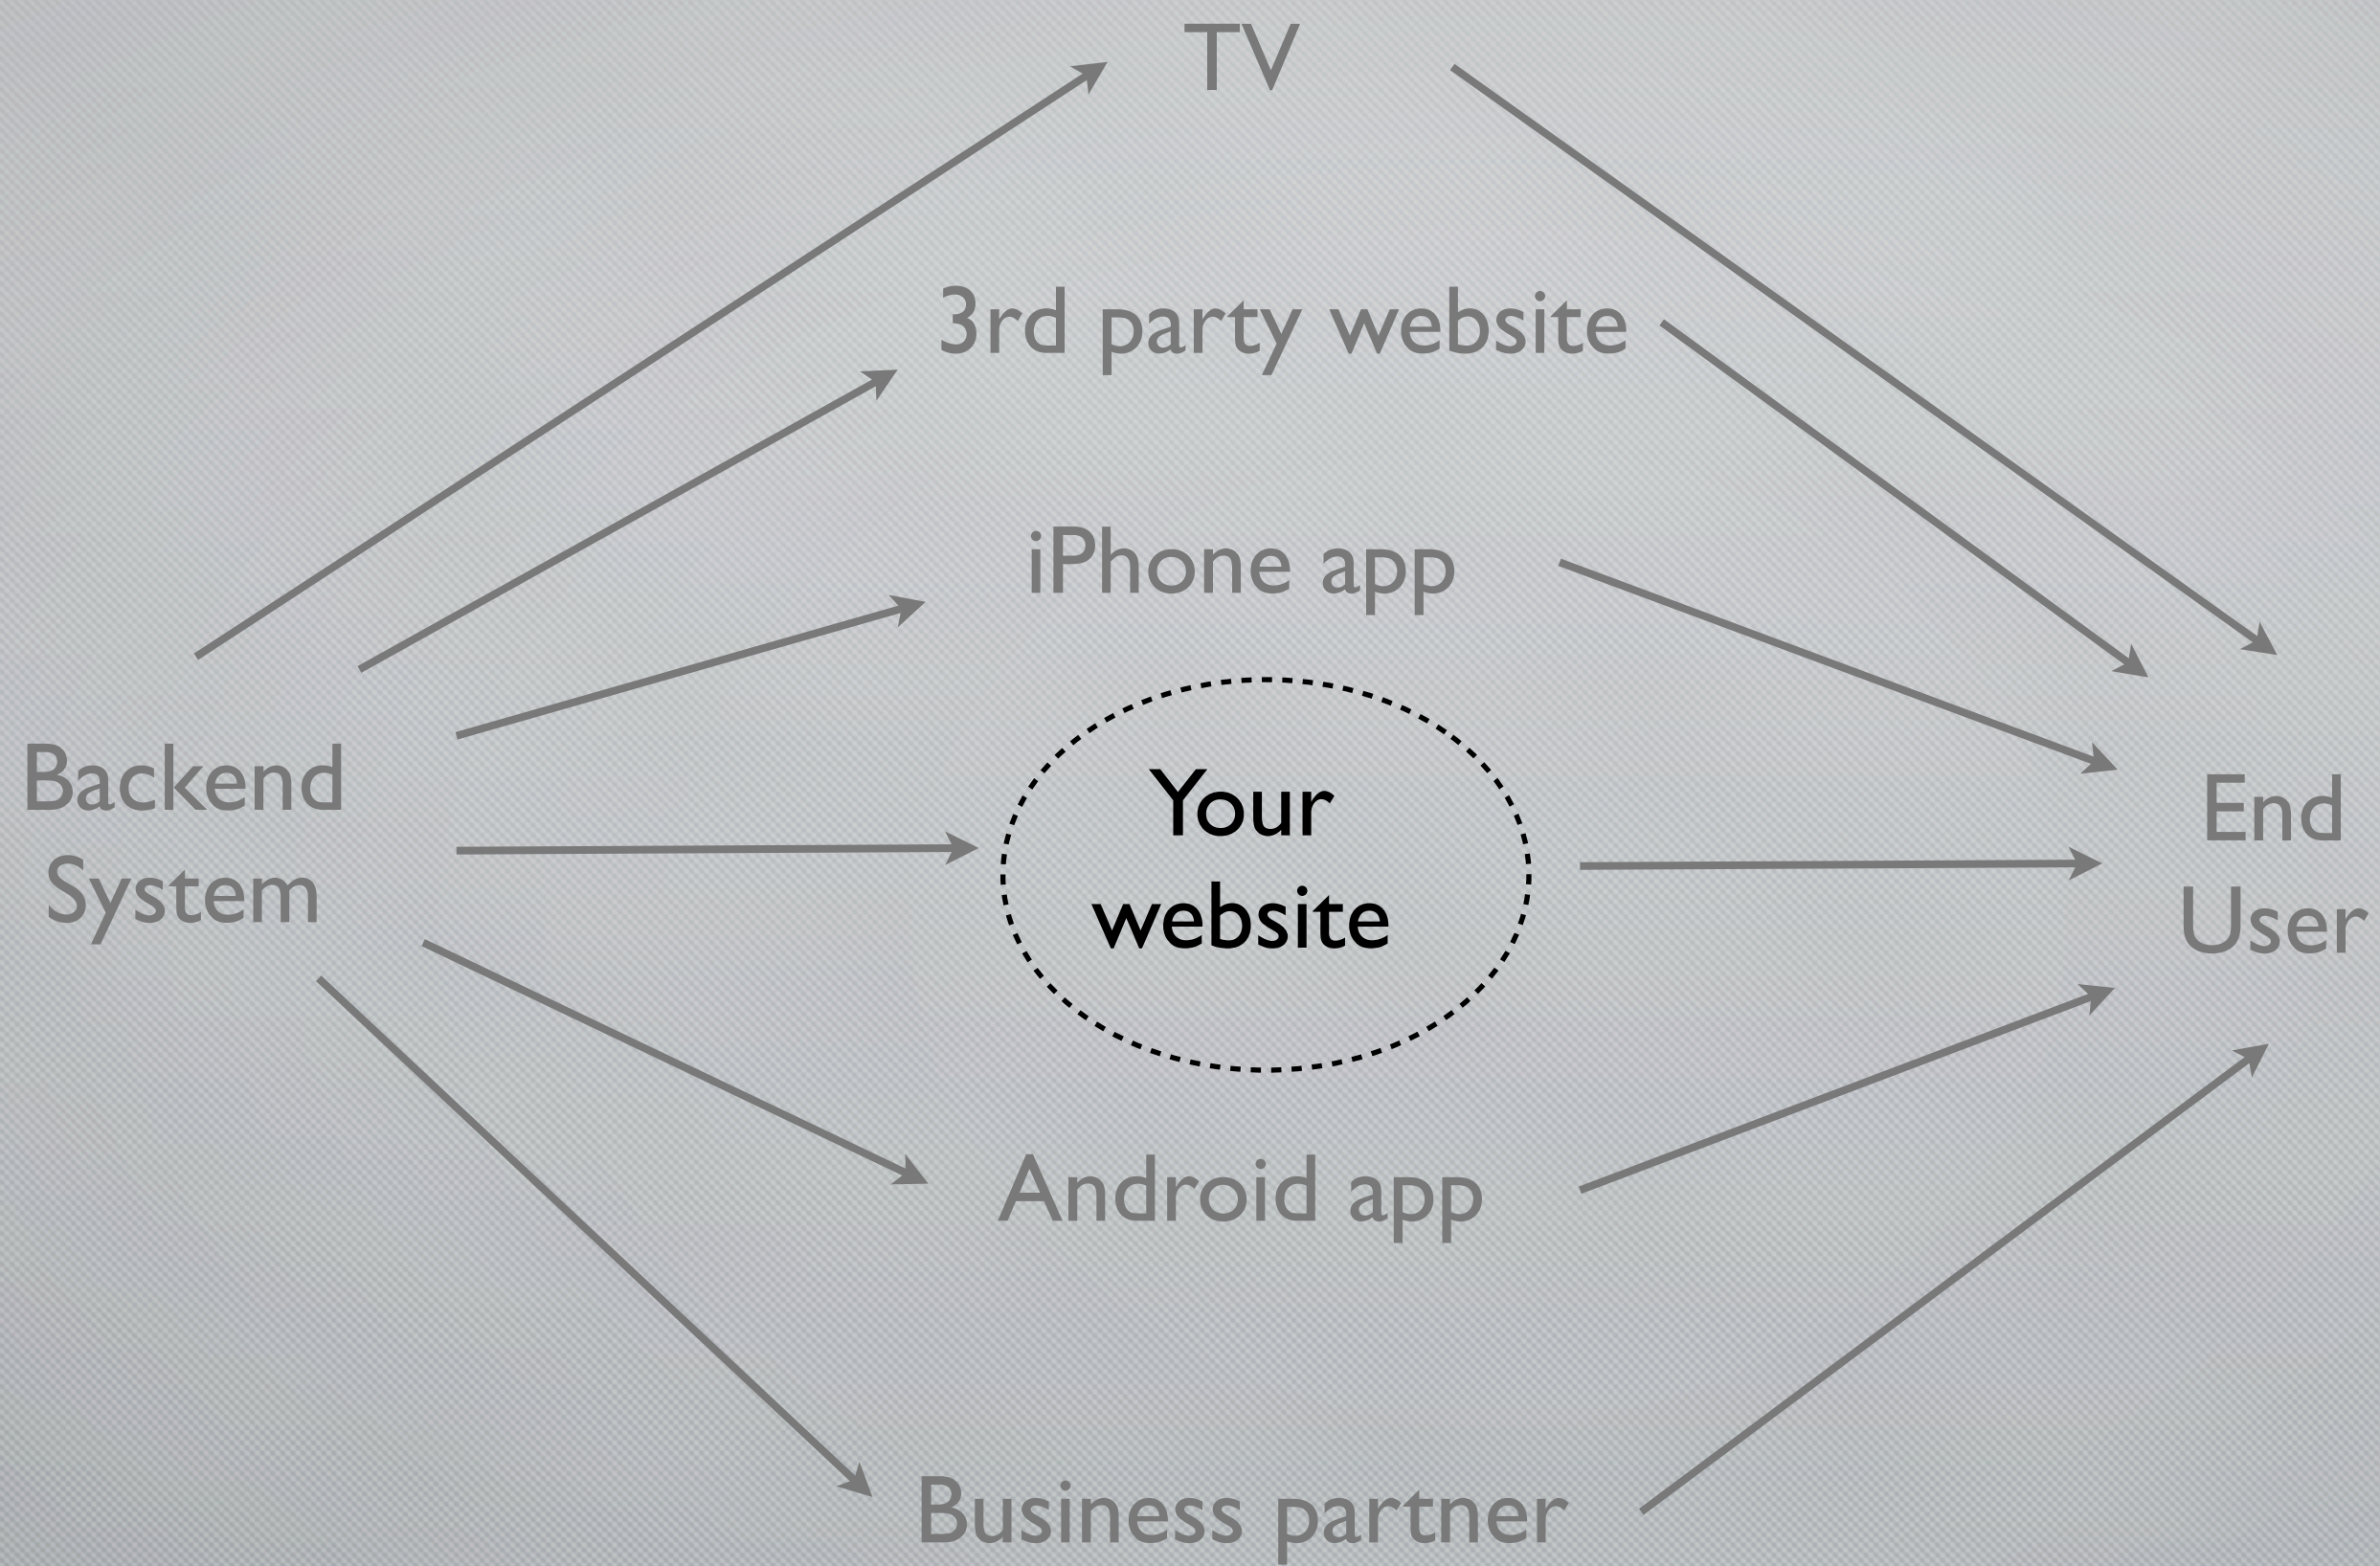 TV
3rd party website
iPhone app
Backend
System
Your
website
End
User
Android app
Business partner